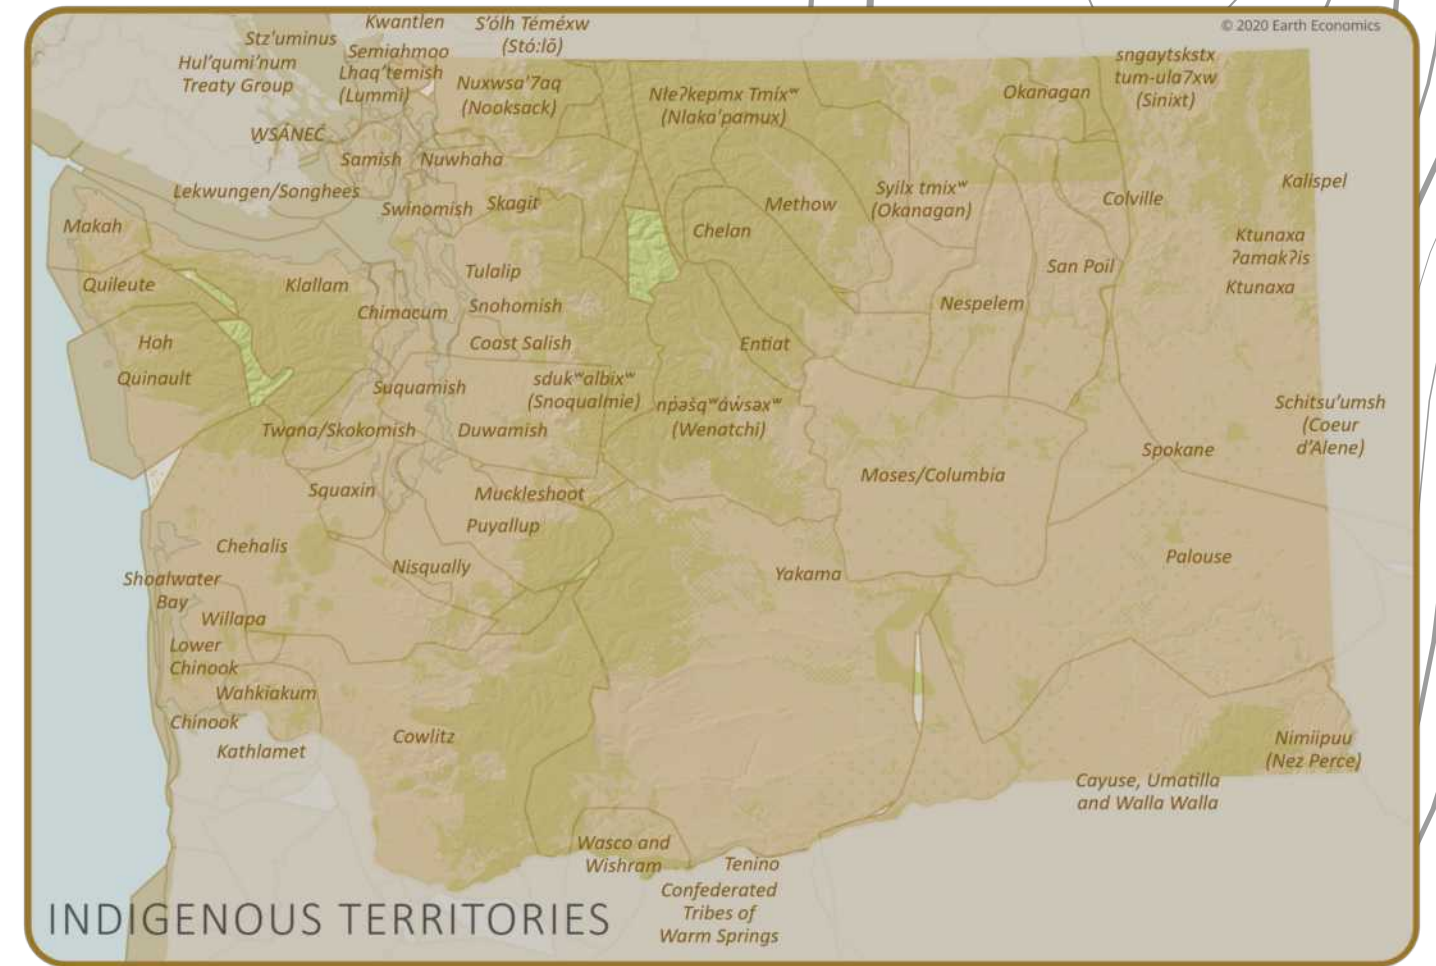 © 2020 Earth Economics
Kwantlen
S'ólh Téméxw
(Stó:lō)
Stz'uminus
Hul'qumi'num
Treaty Group
Semiahmoo
Lhaq'temish
(Lummi)
Nuxwsa'7aq
(Nooksack)
Nłeʔkepmx Tmíxʷ
(Nlaka'pamux)
Okanagan
sngaytskstx
tum-ula7xw
(Sinixt)
WSÁNEĆ
Samish
Nuwhaha
Lekwungen/Songhees
Swinomish
Skagit
Methow
Syilx tmixʷ
(Okanagan)
Colville
Kalispel
Makah
Chelan
Ktunaxa
ʔamakʔis
Ktunaxa
Quileute
Klallam
Tulalip
San Poil
Chimacum
Snohomish
Nespelem
Hoh
Coast Salish
Entiat
Quinault
Suquamish
sdukʷalbixʷ
(Snoqualmie)
np̓əšqʷáw̓səxʷ
(Wenatchi)
Schitsu'umsh
(Coeur
d'Alene)
Twana/Skokomish
Duwamish
Spokane
Moses/Columbia
Squaxin
Muckleshoot
Puyallup
Chehalis
Nisqually
Yakama
Palouse
Shoalwater
Bay
Willapa
Lower
Chinook
Wahkiakum
Chinook
Kathlamet
Cowlitz
Nimiipuu
(Nez Perce)
Cayuse, Umatilla
and Walla Walla
Wasco and
Wishram
Tenino
Confederated
Tribes of
Warm Springs
INDIGENOUS TERRITORIES